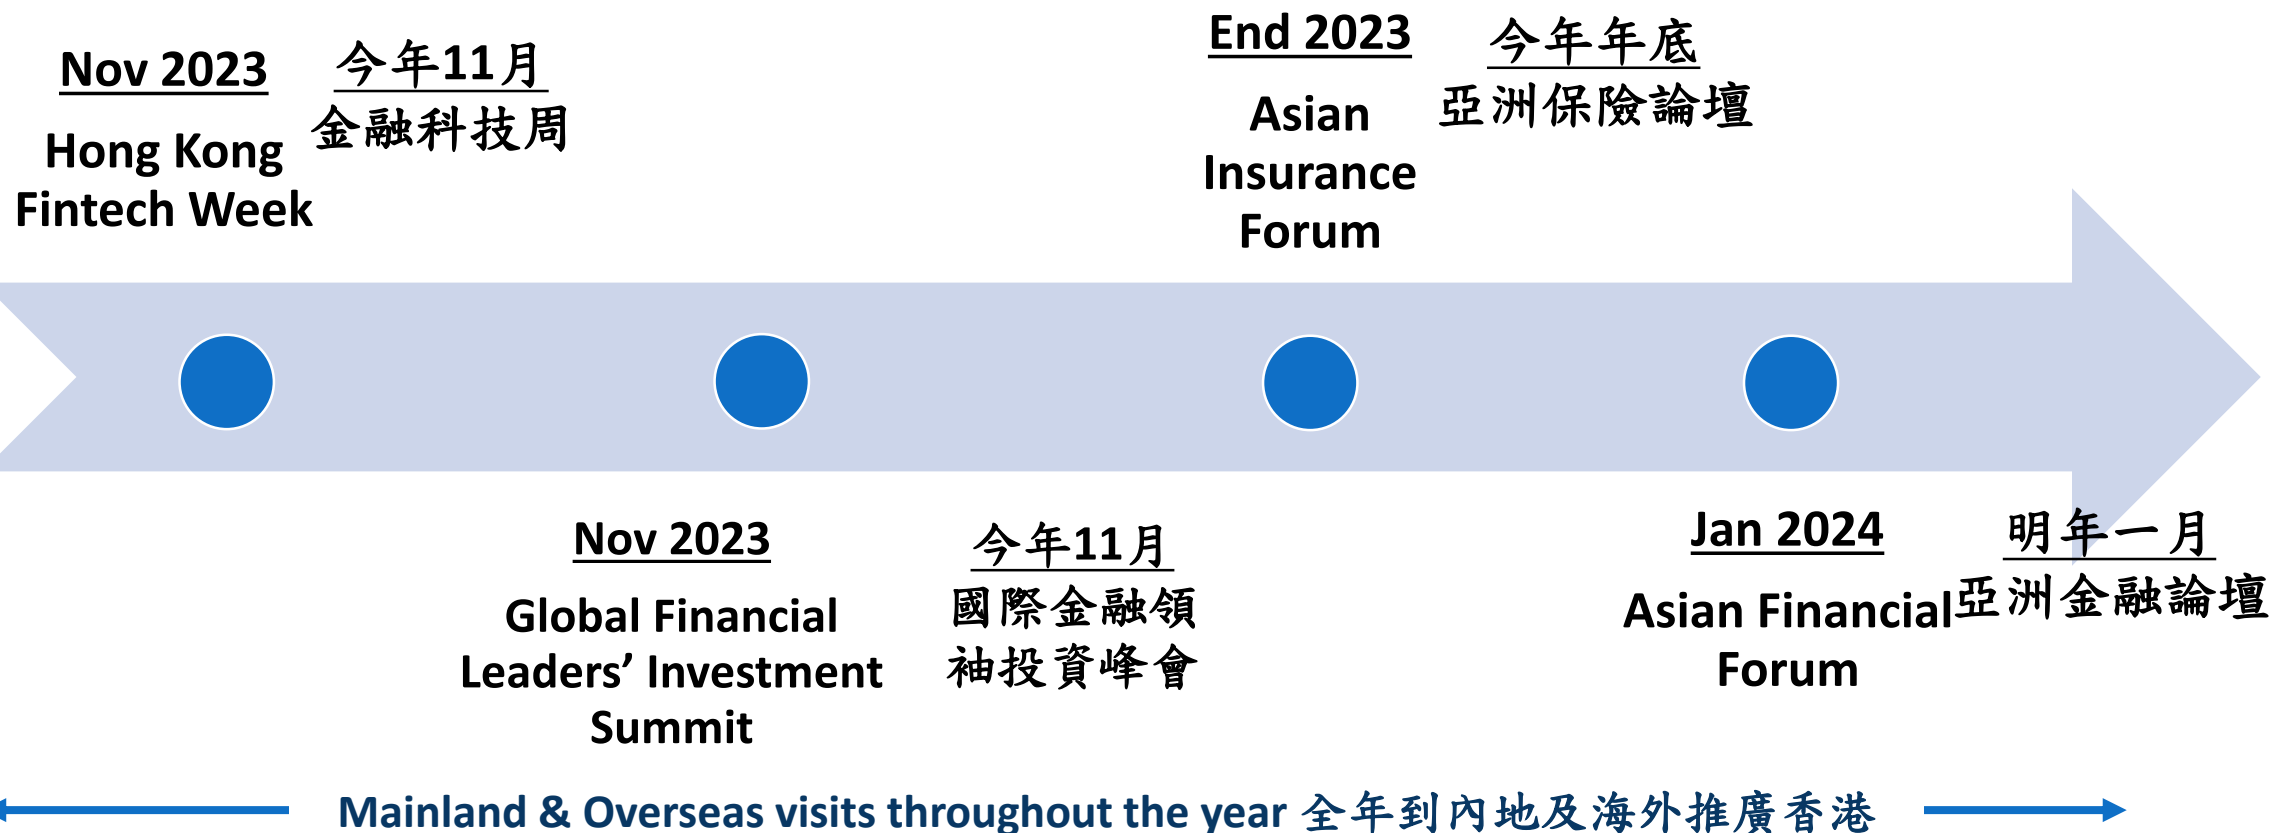 Nov 2023
Hong Kong
Fintech Week
今年11月
金融科技周
Nov 2023
Global Financial
Leaders’ Investment
Summit
今年11月
國際金融領
袖投資峰會
End 2023
Asian
Insurance
Forum
今年年底
亞洲保險論壇
Jan 2024
Asian Financial
Forum
明年一月
亞洲金融論壇
Mainland & Overseas visits throughout the year 全年到內地及海外推廣香港